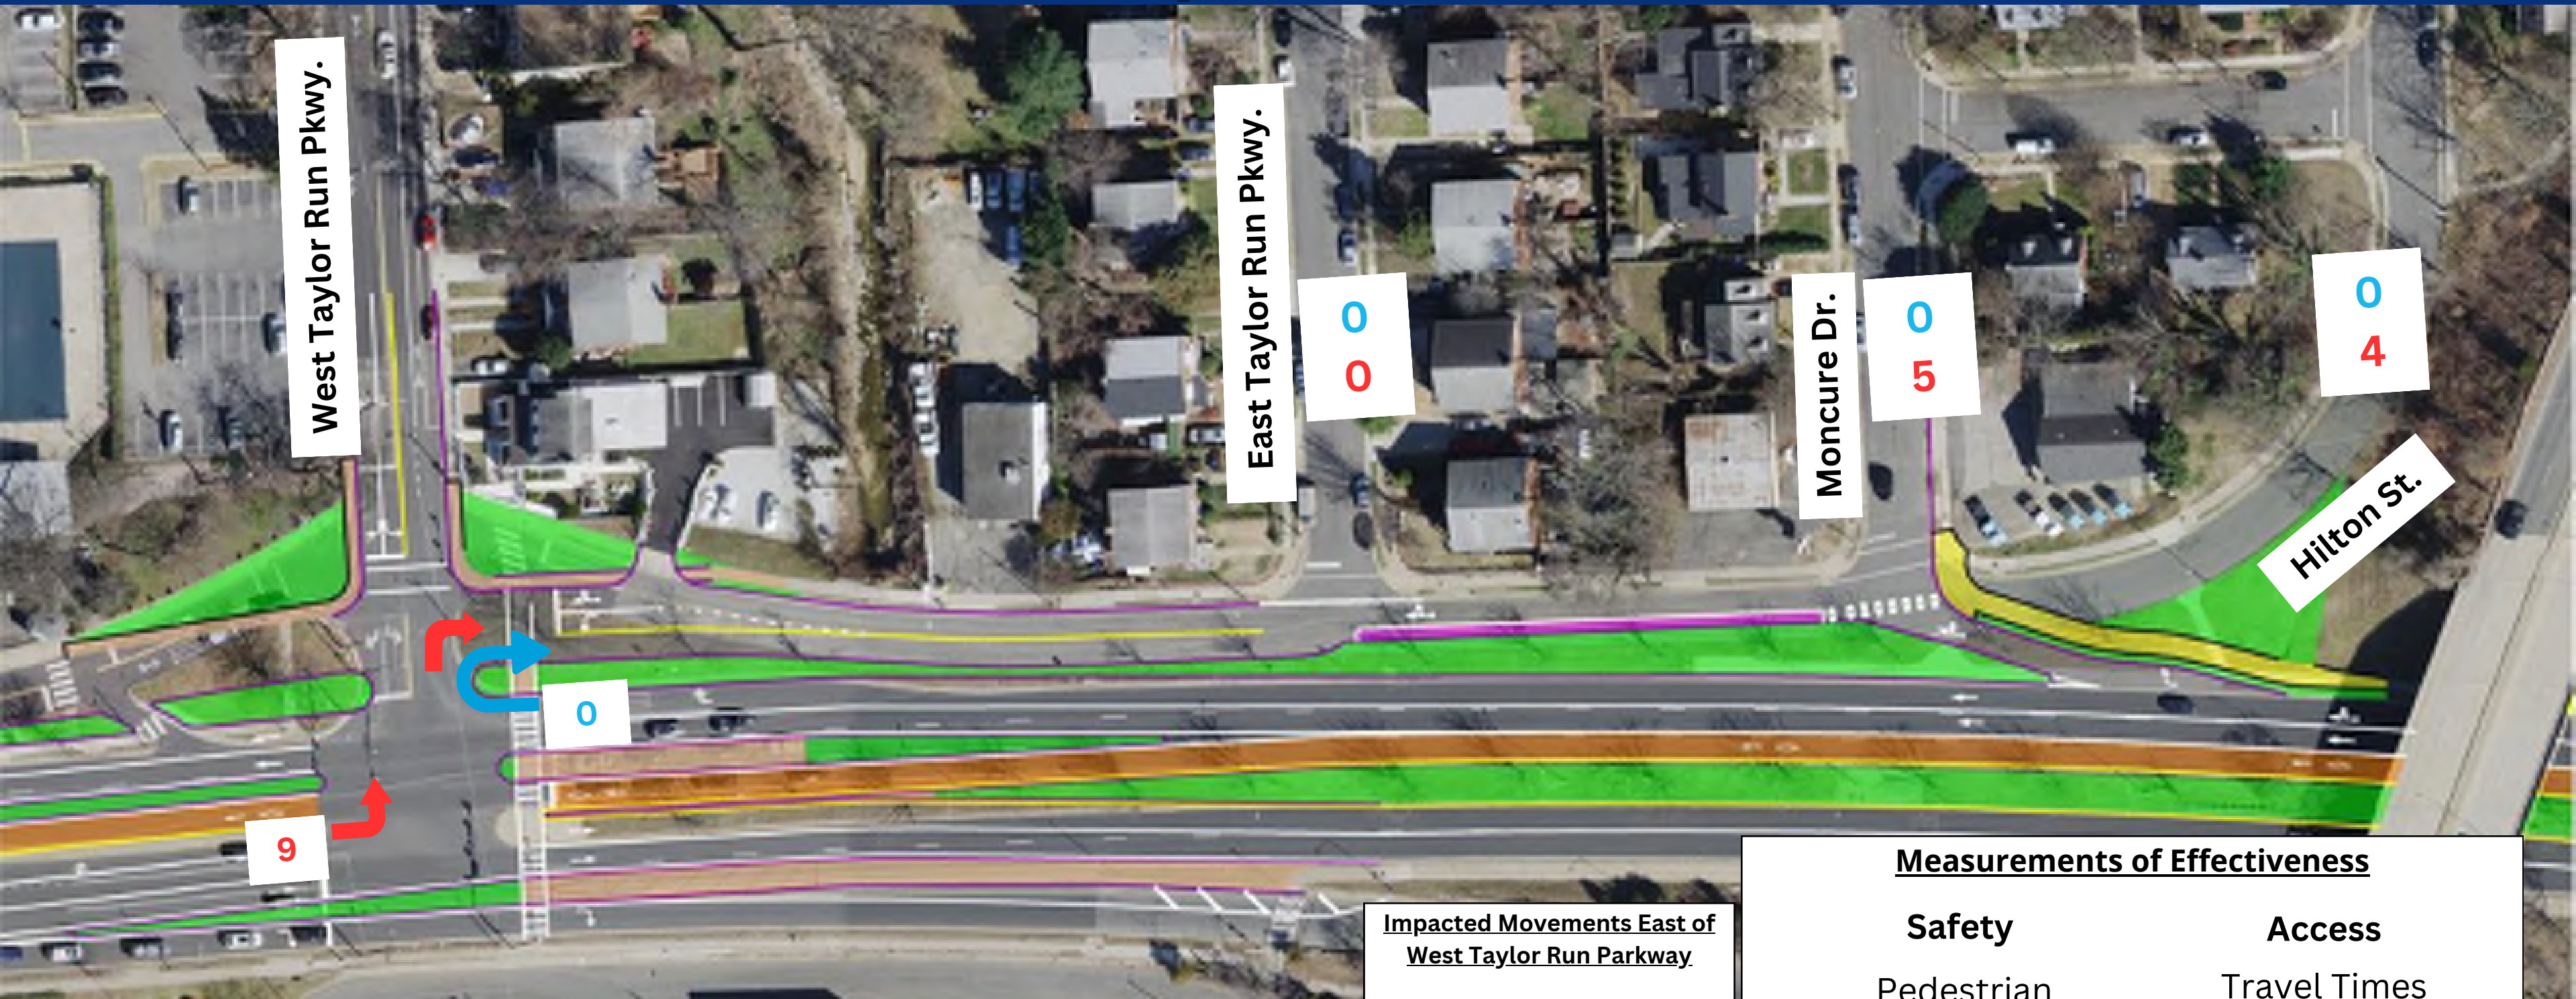 West Taylor Run Pkwy.
East Taylor Run Pkwy.
0
0
Moncure Dr.
0
5
0
4
Hilton St.
0
9
Impacted Movements East of
West Taylor Run Parkway
Measurements of Effectiveness
Safety
Access
Pedestrian
Travel Times